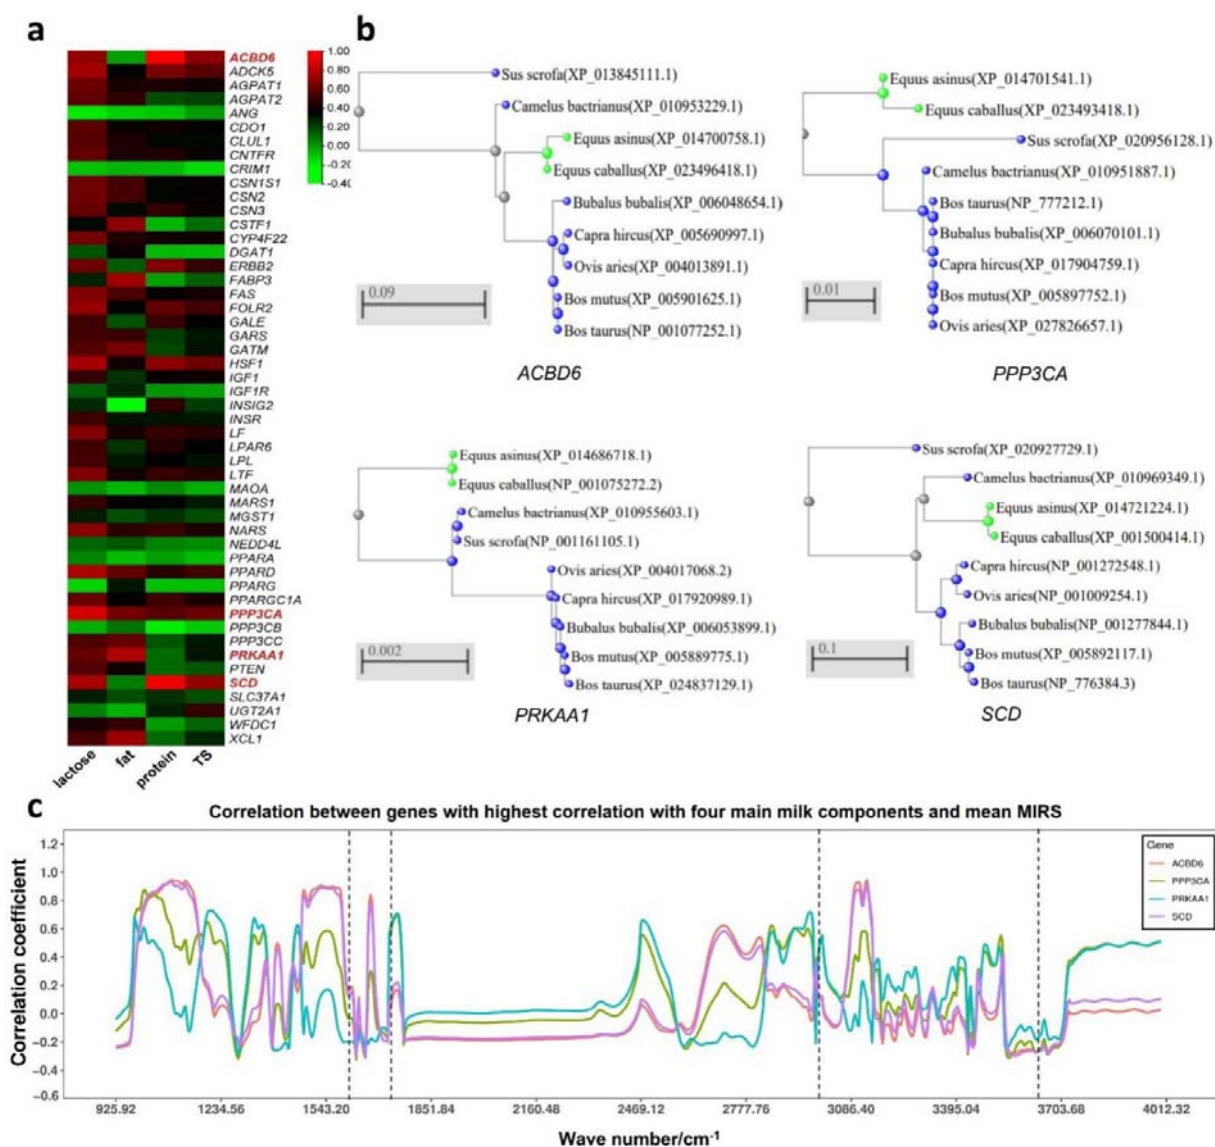 a
ACBD6
ADCK5
AGPAT1
AGPAT2
ANG
CDO1
CLUL1
CNTFR
CRIM1
CSN1S1
CSN2
CSN3
CSTF1
CYP4F22
DGAT1
ERBB2
FABP3
FAS
FOLR2
GALE
GARS
GATM
HSF1
IGF1
IGF1R
INSIG2
INSR
LF
LPAR6
LPL
LTF
MAOA
MARS1
MGST1
NARS
NEDD4L
PPARA
PPARD
PPARG
PPARGC1A
PPP3CA
PPP3CB
PPP3CC
PRKAA1
PTEN
SCD
SLC37A1
UGT2A1
WFDC1
XCL1
lactose fat protein TS
1.00
0.80
0.60
0.40
0.20
0.00
-0.20
-0.40
b
Sus scrofa(XP_013845111.1)
Camelus bactrianus(XP_010953229.1)
Equus asinus(XP_014700758.1)
Equus caballus(XP_023496418.1)
Bubalus bubalis(XP_006048654.1)
Capra hircus(XP_005690997.1)
Ovis aries(XP_004013891.1)
Bos mutus(XP_005901625.1)
Bos taurus(NP_001077252.1)
0.09
ACBD6
Equus asinus(XP_014701541.1)
Equus caballus(XP_023493418.1)
Sus scrofa(XP_020956128.1)
Camelus bactrianus(XP_010951887.1)
Bos taurus(NP_777212.1)
Bubalus bubalis(XP_006070101.1)
Capra hircus(XP_017904759.1)
Bos mutus(XP_005897752.1)
Ovis aries(XP_027826657.1)
0.01
PPP3CA
Equus asinus(XP_014686718.1)
Equus caballus(NP_001075272.2)
Camelus bactrianus(XP_010955603.1)
Sus scrofa(NP_001161105.1)
Ovis aries(XP_004017068.2)
Capra hircus(XP_017920989.1)
Bubalus bubalis(XP_006053899.1)
Bos mutus(XP_005889775.1)
Bos taurus(XP_024837129.1)
0.002
PRKAA1
Sus scrofa(XP_020927729.1)
Camelus bactrianus(XP_010969349.1)
Equus asinus(XP_014721224.1)
Equus caballus(XP_001500414.1)
Capra hircus(NP_001272548.1)
Ovis aries(NP_001009254.1)
Bubalus bubalis(NP_001277844.1)
Bos mutus(XP_005892117.1)
Bos taurus(NP_776384.3)
0.1
SCD
c
Correlation between genes with highest correlation with four main milk components and mean MIRS
Correlation coefficient
1.2
1.0
0.8
0.6
0.4
0.2
0.0
−0.2
−0.4
−0.6
Gene
ACBD6
PPP3CA
PRKAA1
SCD
825.92 1234.56 1543.20 1851.84 2160.48 2469.12 2777.76 3086.40 3395.04 3703.68 4012.32
Wave number/cm⁻¹